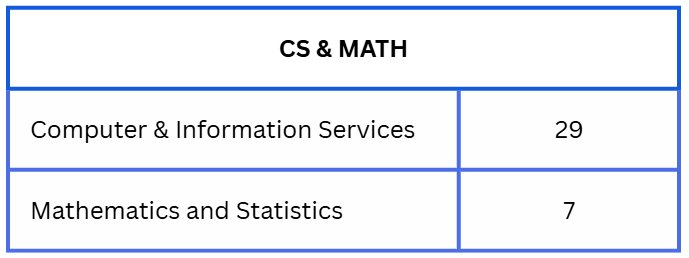 CS & MATH
Computer & Information Services 29
Mathematics and Statistics 7